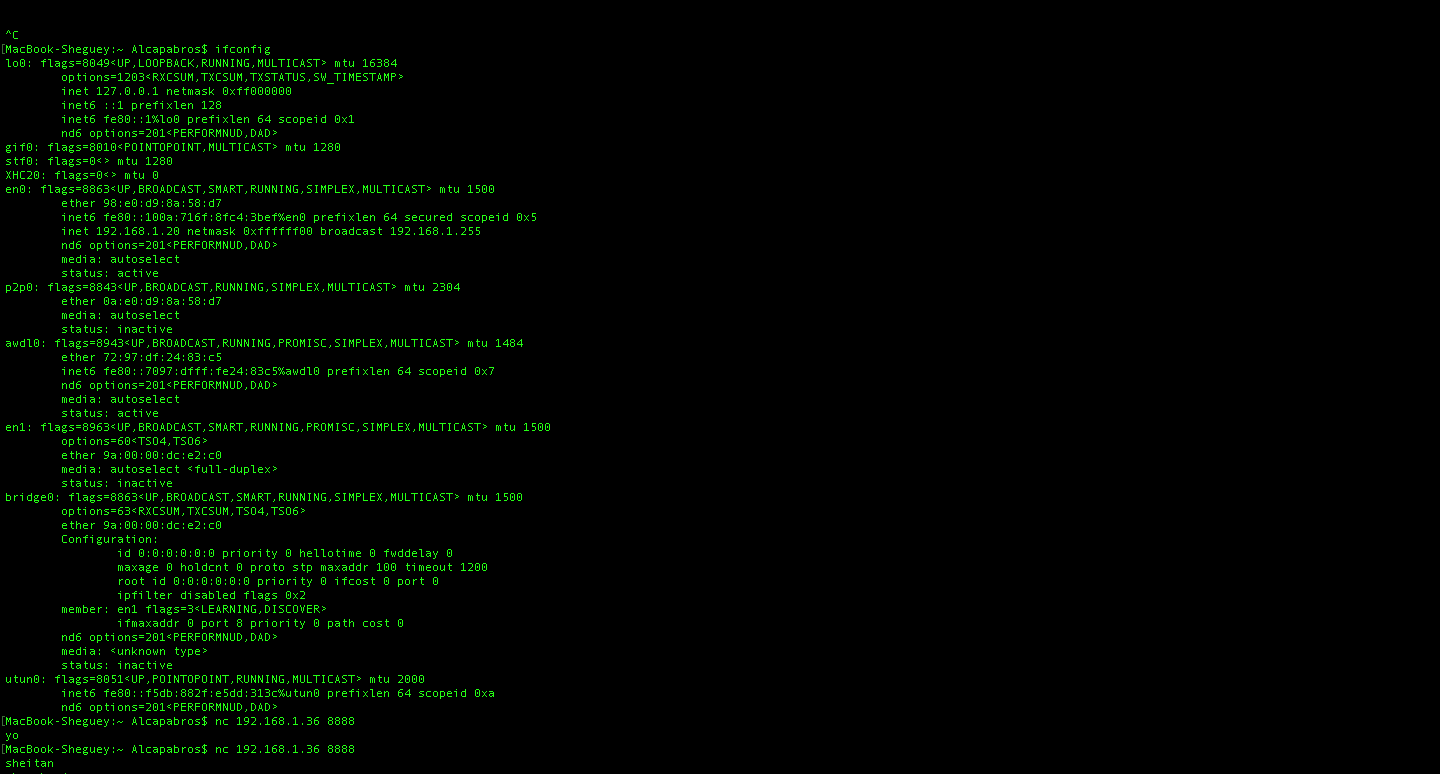 ^C
[MacBook-Sheguey:~ Alcapabros$ ifconfig
lo0: flags=8049<UP,LOOPBACK,RUNNING,MULTICAST> mtu 16384
options=1203<RXCSUM,TXCSUM,TXSTATUS,SW_TIMESTAMP>
inet 127.0.0.1 netmask 0xff000000
inet6 ::1 prefixlen 128
inet6 fe80::1%lo0 prefixlen 64 scopeid 0x1
nd6 options=201<PERFORMNUD,DAD>
gif0: flags=8010<POINTOPOINT,MULTICAST> mtu 1280
stf0: flags=0<> mtu 1280
XHC20: flags=0<> mtu 0
en0: flags=8863<UP,BROADCAST,SMART,RUNNING,SIMPLEX,MULTICAST> mtu 1500
ether 98:e0:d9:8a:58:d7
inet6 fe80::100a:716f:8fc4:3bef%en0 prefixlen 64 secured scopeid 0x5
inet 192.168.1.20 netmask 0xffffff00 broadcast 192.168.1.255
nd6 options=201<PERFORMNUD,DAD>
media: autoselect
status: active
p2p0: flags=8843<UP,BROADCAST,RUNNING,SIMPLEX,MULTICAST> mtu 2304
ether 0a:e0:d9:8a:58:d7
media: autoselect
status: inactive
awdl0: flags=8943<UP,BROADCAST,RUNNING,PROMISC,SIMPLEX,MULTICAST> mtu 1484
ether 72:97:df:24:83:c5
inet6 fe80::7097:dfff:fe24:83c5%awdl0 prefixlen 64 scopeid 0x7
nd6 options=201<PERFORMNUD,DAD>
media: autoselect
status: active
en1: flags=8963<UP,BROADCAST,SMART,RUNNING,PROMISC,SIMPLEX,MULTICAST> mtu 1500
options=60<TSO4,TSO6>
ether 9a:00:00:dc:e2:c0
media: autoselect <full-duplex>
status: inactive
bridge0: flags=8863<UP,BROADCAST,SMART,RUNNING,SIMPLEX,MULTICAST> mtu 1500
options=63<RXCSUM,TXCSUM,TSO4,TSO6>
ether 9a:00:00:dc:e2:c0
Configuration:
id 0:0:0:0:0:0 priority 0 hellotime 0 fwddelay 0
maxage 0 holdcnt 0 proto stp maxaddr 100 timeout 1200
root id 0:0:0:0:0:0 priority 0 ifcost 0 port 0
ipfilter disabled flags 0x2
member: en1 flags=3<LEARNING,DISCOVER>
ifmaxaddr 0 port 8 priority 0 path cost 0
nd6 options=201<PERFORMNUD,DAD>
media: <unknown type>
status: inactive
utun0: flags=8051<UP,POINTOPOINT,RUNNING,MULTICAST> mtu 2000
inet6 fe80::f5db:882f:e5dd:313c%utun0 prefixlen 64 scopeid 0xa
nd6 options=201<PERFORMNUD,DAD>
[MacBook-Sheguey:~ Alcapabros$ nc 192.168.1.36 8888
yo
[MacBook-Sheguey:~ Alcapabros$ nc 192.168.1.36 8888
sheitan